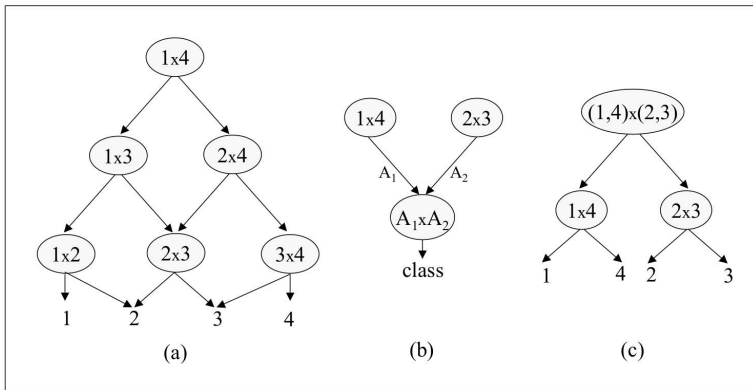 1x4
1x3 2x4
1x2 2x3 3x4
1 2 3 4
(a)
1x4 2x3
A₁ A₂
A₁xA₂
class
(b)
(1,4)x(2,3)
1x4 2x3
1 4 2 3
(c)